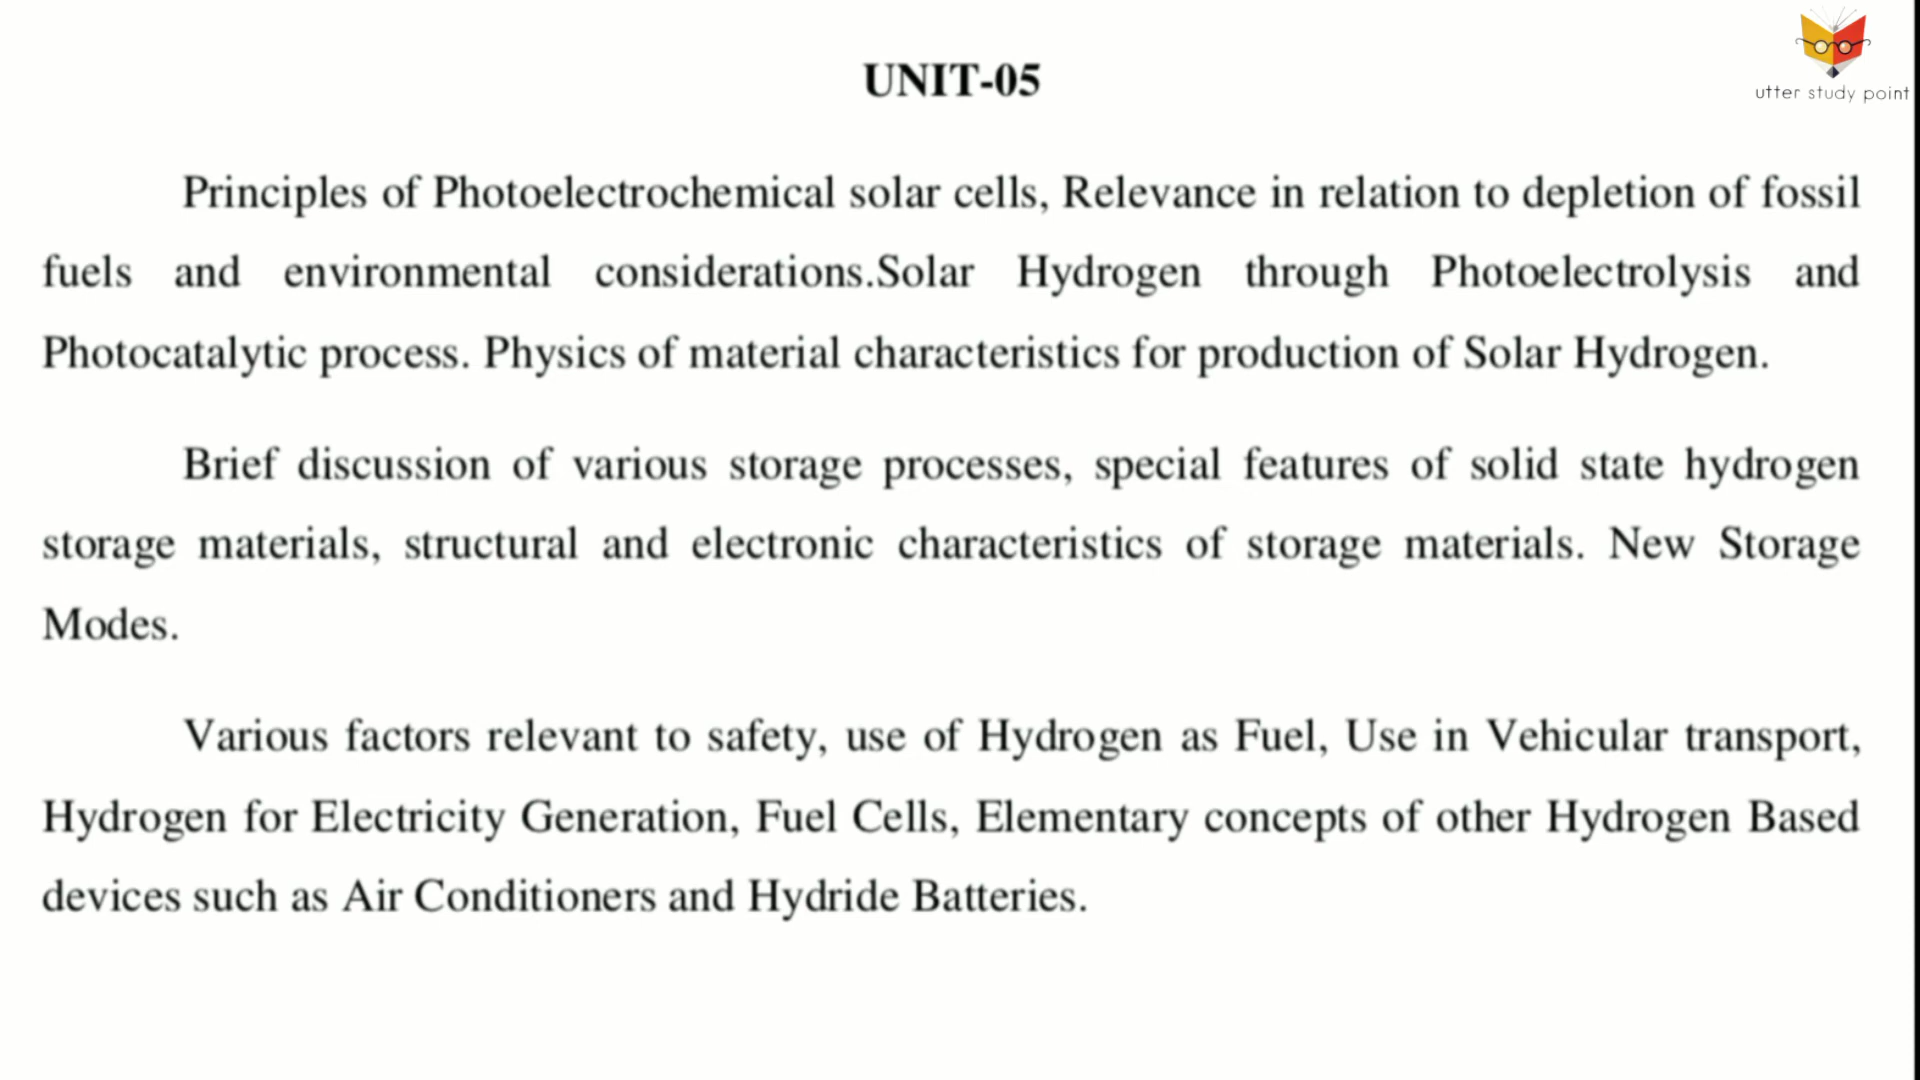 utter study point
UNIT-05
Principles of Photoelectrochemical solar cells, Relevance in relation to depletion of fossil
fuels and environmental considerations.Solar Hydrogen through Photoelectrolysis and
Photocatalytic process. Physics of material characteristics for production of Solar Hydrogen.
Brief discussion of various storage processes, special features of solid state hydrogen
storage materials, structural and electronic characteristics of storage materials. New Storage
Modes.
Various factors relevant to safety, use of Hydrogen as Fuel, Use in Vehicular transport,
Hydrogen for Electricity Generation, Fuel Cells, Elementary concepts of other Hydrogen Based
devices such as Air Conditioners and Hydride Batteries.